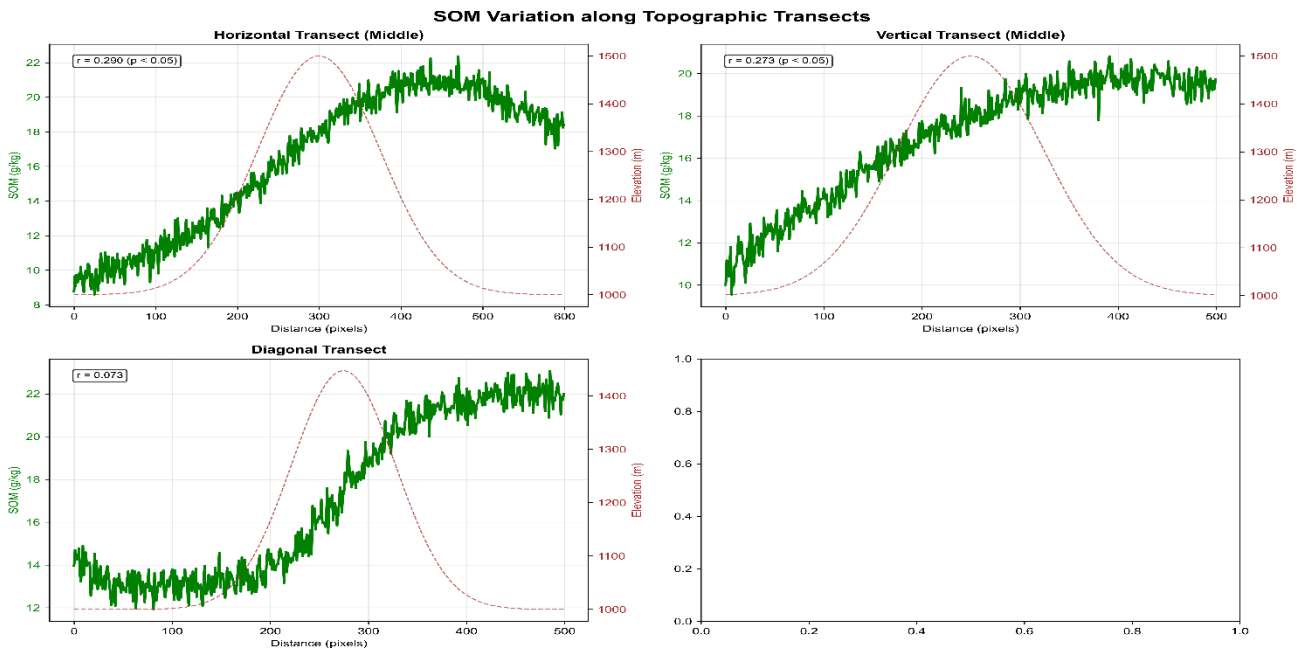 SOM Variation along Topographic Transects
Horizontal Transect (Middle)
r = 0.290 (p < 0.05)
SOM (g/kg)
22
20
18
16
14
12
10
8
1500
1400
1300
1200
1100
1000
Elevation (m)
0 100 200 300 400 500 600
Distance (pixels)
Vertical Transect (Middle)
r = 0.273 (p < 0.05)
SOM (g/kg)
20
18
16
14
12
10
1500
1400
1300
1200
1100
1000
Elevation (m)
0 100 200 300 400 500
Distance (pixels)
Diagonal Transect
r = 0.073
SOM (g/kg)
22
20
18
16
14
12
1400
1300
1200
1100
1000
Elevation (m)
0 100 200 300 400 500
Distance (pixels)
1.0
0.8
0.6
0.4
0.2
0.0
0.0 0.2 0.4 0.6 0.8 1.0